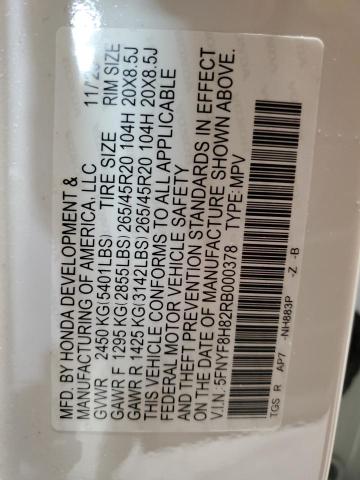 MFD. BY HONDA DEVELOPMENT & 11/23
MANUFACTURING OF AMERICA, LLC
GVWR 2450 KG(5401LBS) TIRE SIZE RIM SIZE
GAWR F 1295 KG(2855LBS) 265/45R20 104H 20X8.5J
GAWR R 1425 KG(3142LBS) 265/45R20 104H 20X8.5J
THIS VEHICLE CONFORMS TO ALL APPLICABLE
FEDERAL MOTOR VEHICLE SAFETY
AND THEFT PREVENTION STANDARDS IN EFFECT
ON THE DATE OF MANUFACTURE SHOWN ABOVE.
V.I.N.:5FNYF8H82RB000378 TYPE:MPV
TGS R AP7 -NH883P -Z -B